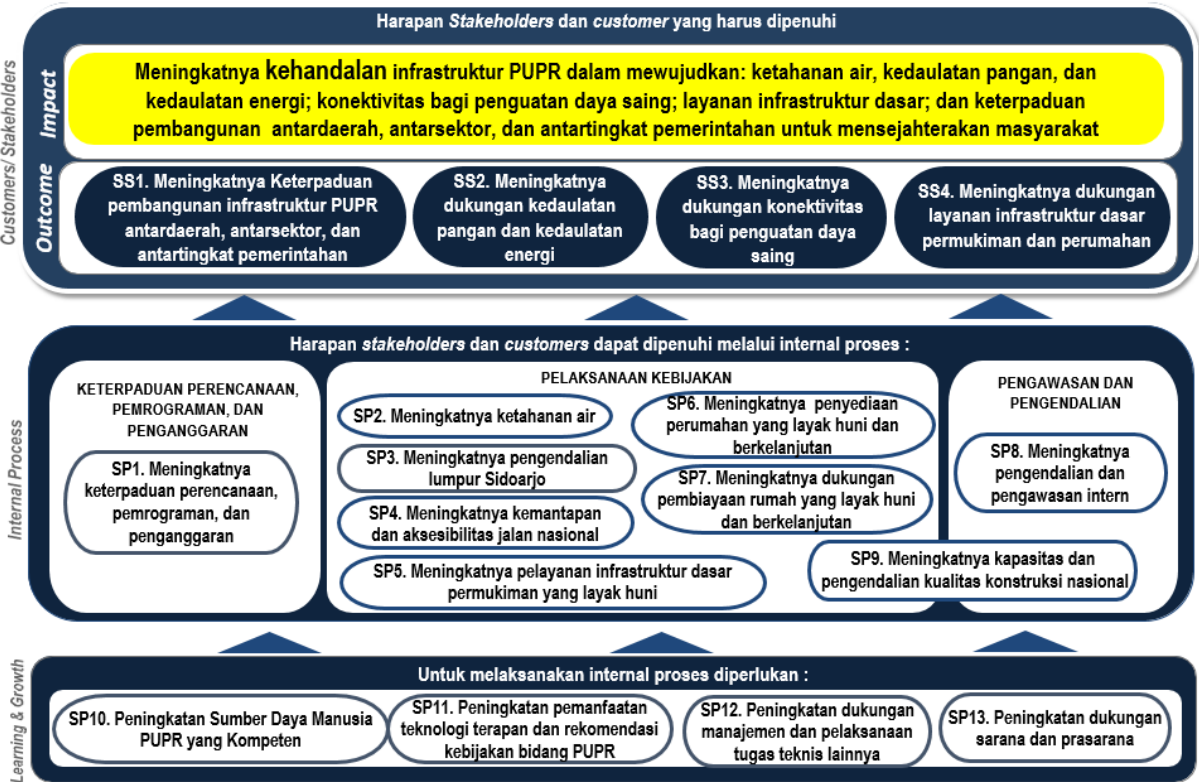 Customers/ Stakeholders
Harapan Stakeholders dan customer yang harus dipenuhi
Impact
Meningkatnya kehandalan infrastruktur PUPR dalam mewujudkan: ketahanan air, kedaulatan pangan, dan
kedaulatan energi; konektivitas bagi penguatan daya saing; layanan infrastruktur dasar; dan keterpaduan
pembangunan antardaerah, antarsektor, dan antartingkat pemerintahan untuk mensejahterakan masyarakat
Outcome
SS1. Meningkatnya Keterpaduan
pembangunan infrastruktur PUPR
antardaerah, antarsektor, dan
antartingkat pemerintahan
SS2. Meningkatnya
dukungan kedaulatan
pangan dan kedaulatan
energi
SS3. Meningkatnya
dukungan konektivitas
bagi penguatan daya
saing
SS4. Meningkatnya dukungan
layanan infrastruktur dasar
permukiman dan perumahan
Internal Process
Harapan stakeholders dan customers dapat dipenuhi melalui internal proses :
KETERPADUAN PERENCANAAN,
PEMROGRAMAN, DAN
PENGANGGARAN
SP1. Meningkatnya
keterpaduan perencanaan,
pemrograman, dan
penganggaran
PELAKSANAAN KEBIJAKAN
SP2. Meningkatnya ketahanan air
SP3. Meningkatnya pengendalian
lumpur Sidoarjo
SP4. Meningkatnya kemantapan
dan aksesibilitas jalan nasional
SP5. Meningkatnya pelayanan infrastruktur dasar
permukiman yang layak huni
SP6. Meningkatnya penyediaan
perumahan yang layak huni dan
berkelanjutan
SP7. Meningkatnya dukungan
pembiayaan rumah yang layak huni
dan berkelanjutan
PENGAWASAN DAN
PENGENDALIAN
SP8. Meningkatnya
pengendalian dan
pengawasan intern
SP9. Meningkatnya kapasitas dan
pengendalian kualitas konstruksi nasional
Learning & Growth
Untuk melaksanakan internal proses diperlukan :
SP10. Peningkatan Sumber Daya Manusia
PUPR yang Kompeten
SP11. Peningkatan pemanfaatan
teknologi terapan dan rekomendasi
kebijakan bidang PUPR
SP12. Peningkatan dukungan
manajemen dan pelaksanaan
tugas teknis lainnya
SP13. Peningkatan dukungan
sarana dan prasarana